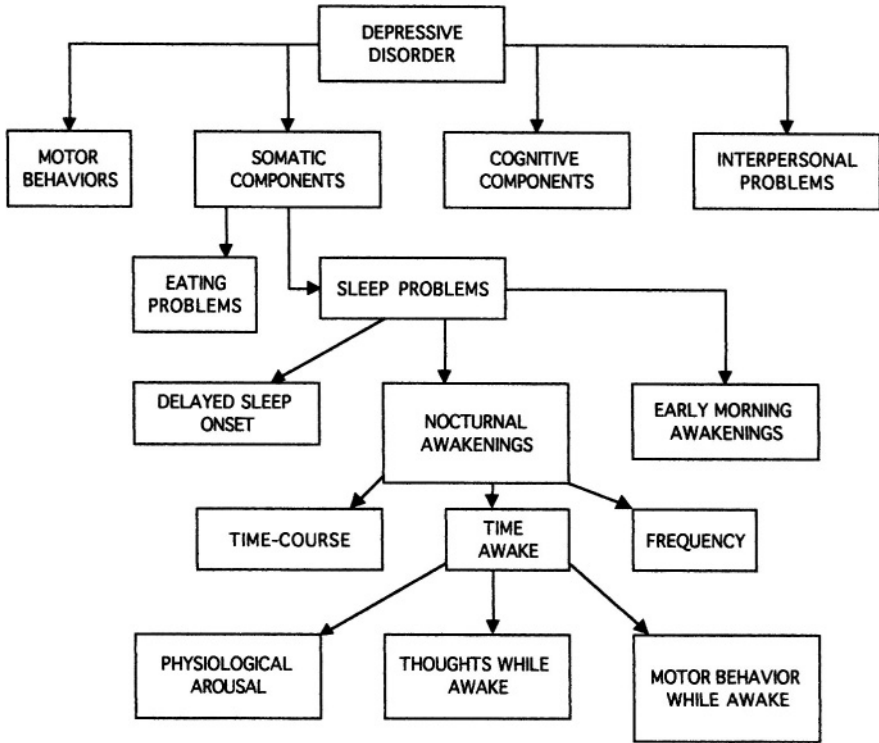 DEPRESSIVE
DISORDER
MOTOR
BEHAVIORS
SOMATIC
COMPONENTS
COGNITIVE
COMPONENTS
INTERPERSONAL
PROBLEMS
EATING
PROBLEMS
SLEEP PROBLEMS
DELAYED SLEEP
ONSET
NOCTURNAL
AWAKENINGS
EARLY MORNING
AWAKENINGS
TIME-COURSE
TIME
AWAKE
FREQUENCY
PHYSIOLOGICAL
AROUSAL
THOUGHTS WHILE
AWAKE
MOTOR BEHAVIOR
WHILE AWAKE